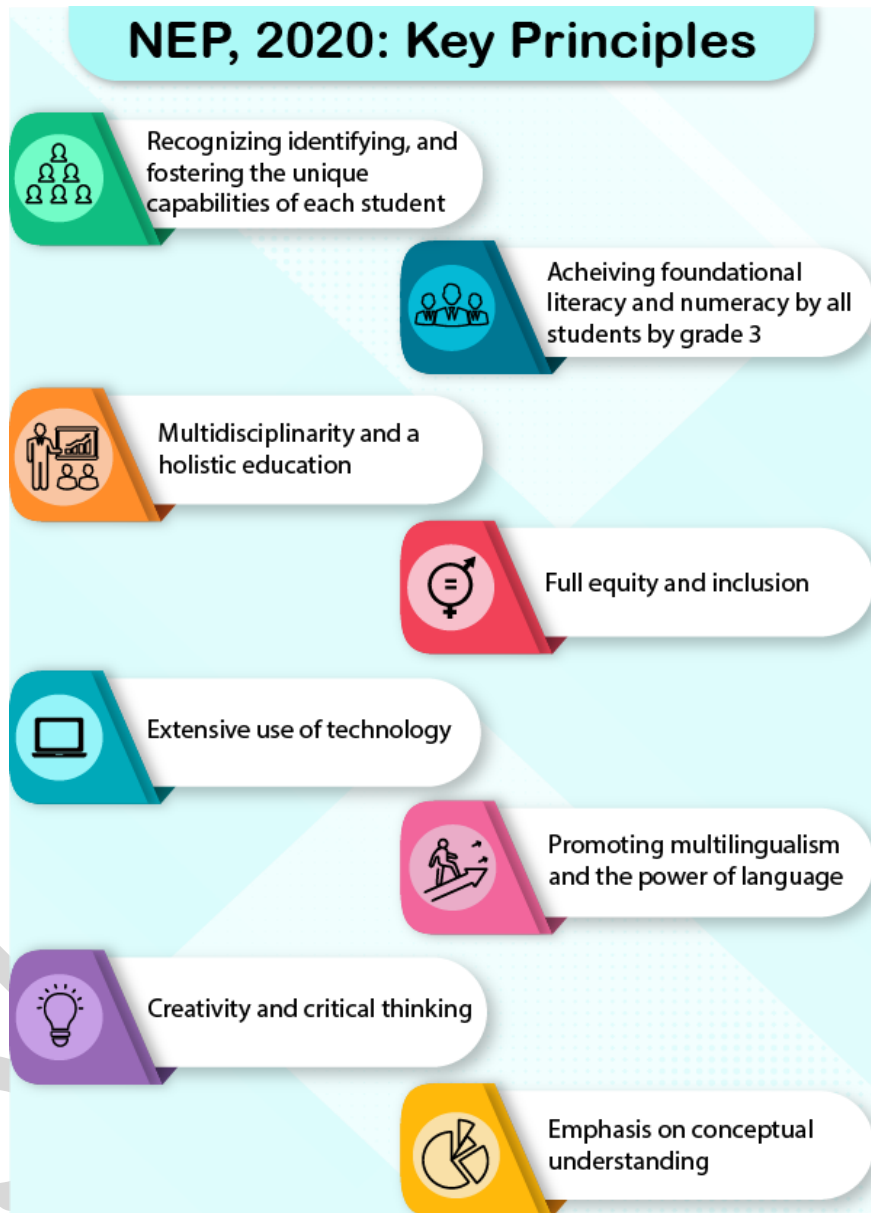 NEP, 2020: Key Principles
Recognizing identifying, and
fostering the unique
capabilities of each student
Acheiving foundational
literacy and numeracy by all
students by grade 3
Multidisciplinarity and a
holistic education
Full equity and inclusion
Extensive use of technology
Promoting multilingualism
and the power of language
Creativity and critical thinking
Emphasis on conceptual
understanding